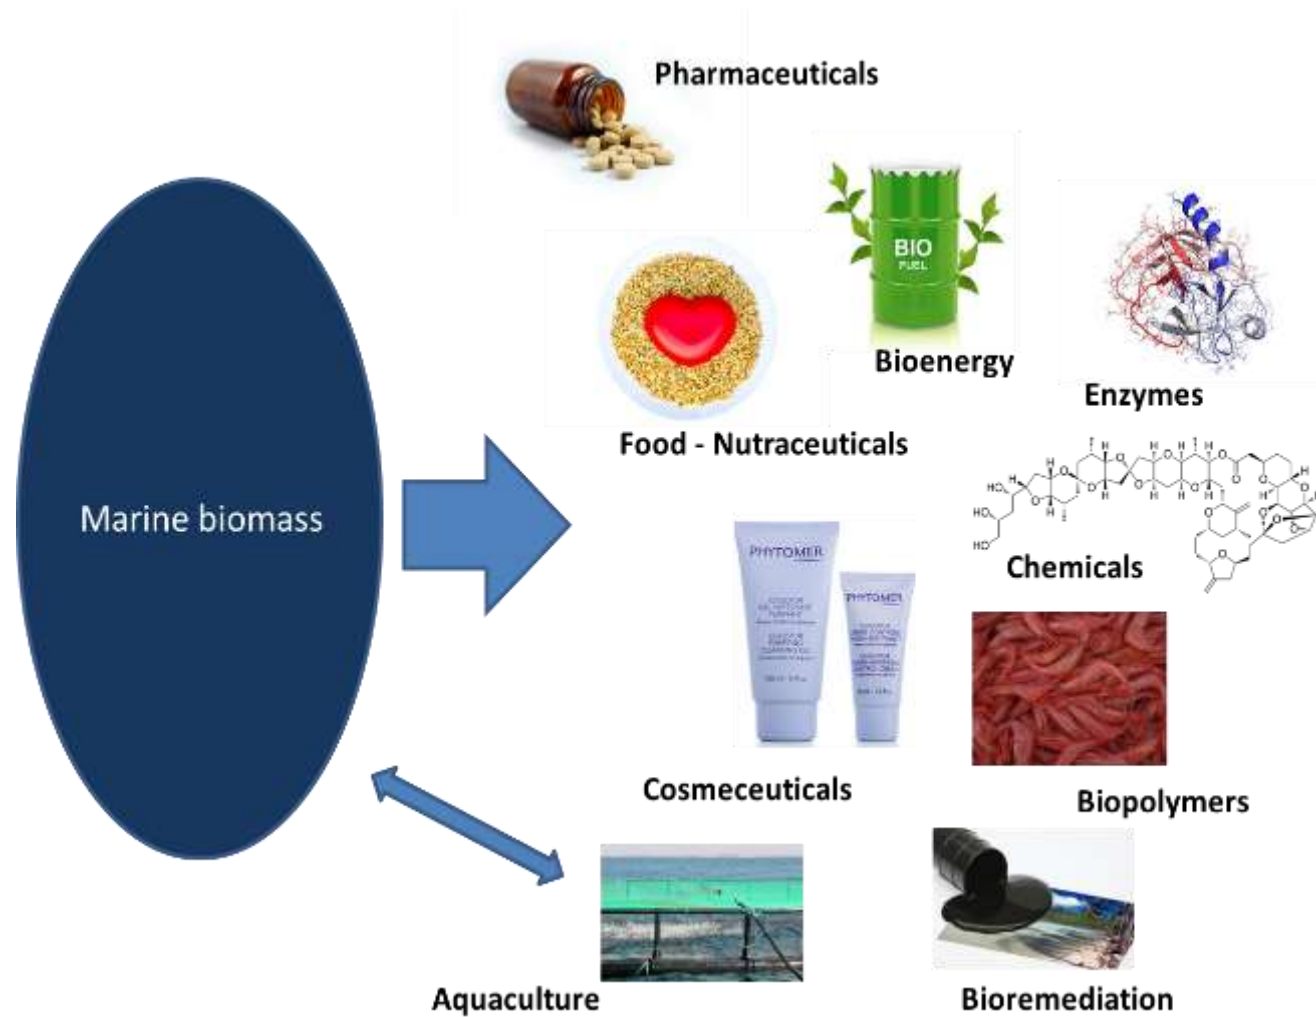 Pharmaceuticals
BIO
FUEL
Bioenergy
Enzymes
Food - Nutraceuticals
Marine biomass
Chemicals
PHYTOMER
PHYTOMER
Cosmeceuticals
Biopolymers
Aquaculture
Bioremediation